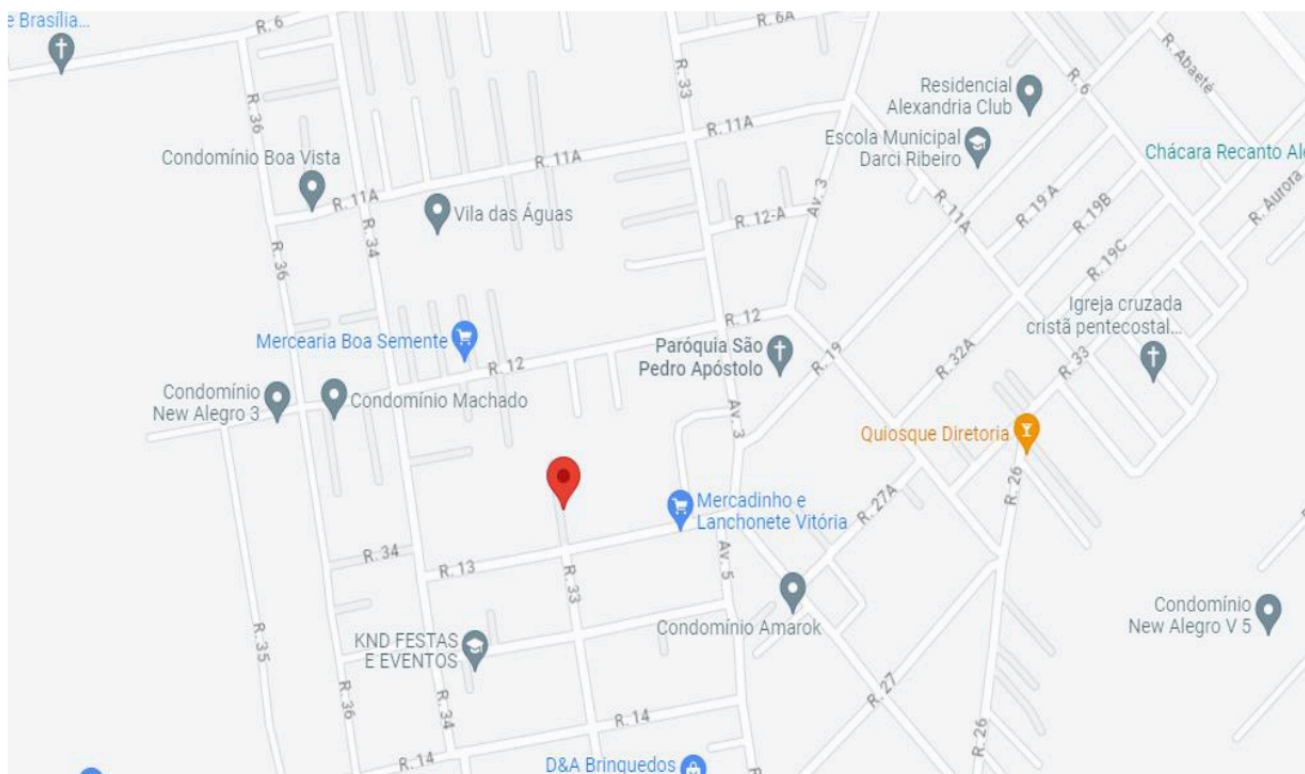 e Brasília...
R. 6
R. 6A
R. 33
R. 6
R. Abaeté
Residencial
Alexandria Club
R. 36
R. 11A
Escola Municipal
Darci Ribeiro
Chácara Recanto Ale
Condomínio Boa Vista
R. 11A
R. 11A
Av. 3
R. 19 A
R. 19B
R. Aurora
Vila das Águas
R. 12-A
R. 11A
R. 34
R. 36
R. 19C
Igreja cruzada
cristã pentecostal...
Mercearia Boa Semente
R. 12
R. 12
Paróquia São
Pedro Apóstolo
R. 19
R. 32A
R. 33
Condomínio
New Alegro 3
Condomínio Machado
Av. 3
Quiosque Diretoria
R. 26
Mercadinho e
Lanchonete Vitória
R. 27A
R. 34
R. 13
R. 33
Av. 5
Condomínio Amarok
Condomínio
New Alegro V 5
R. 35
KND FESTAS
E EVENTOS
R. 36
R. 34
R. 27
R. 14
R. 14
R. 26
D&A Brinquedos